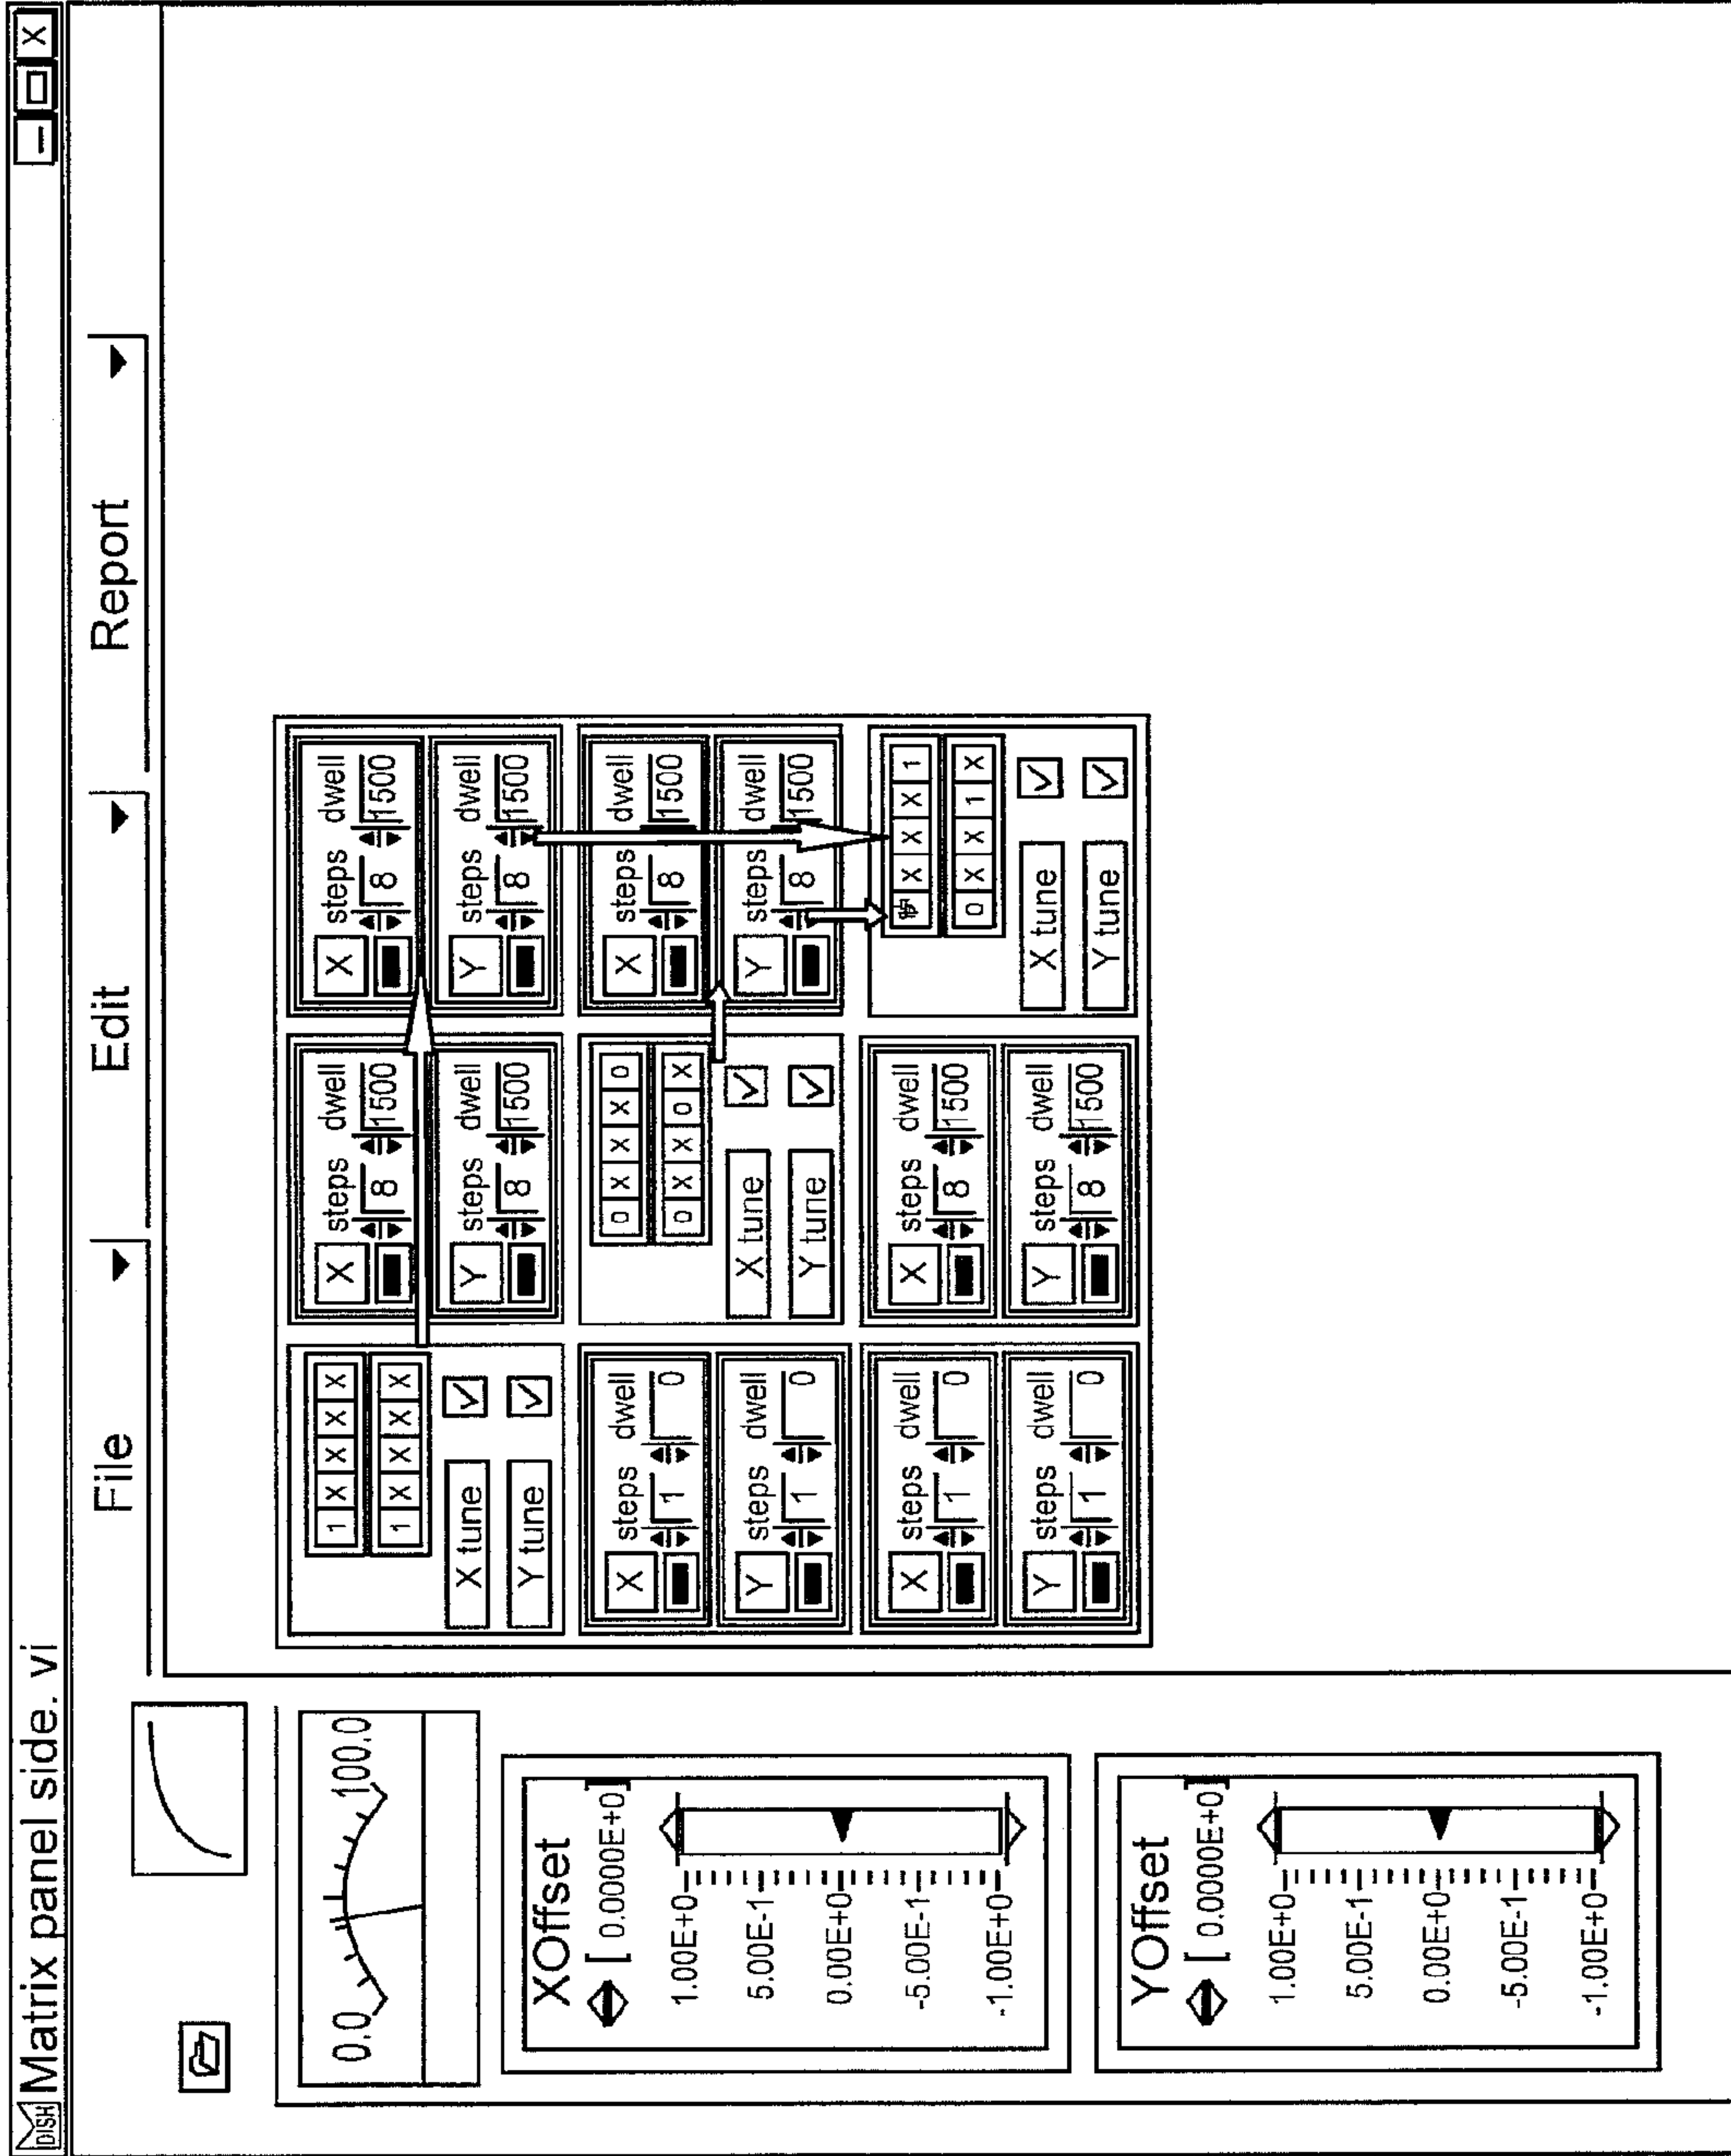 DISH Matrix panel side. vi
File Edit Report
0.0 100.0
XOffset
[ 0.0000E+0]
1.00E+0
5.00E-1
0.00E+0
-5.00E-1
-1.00E+0
YOffset
[ 0.0000E+0]
1.00E+0
5.00E-1
0.00E+0
-5.00E-1
-1.00E+0
1 X X X X
1 X X X X
X tune
Y tune
X steps dwell
8 1500
Y steps dwell
8 1500
X steps dwell
8 1500
Y steps dwell
8 1500
X steps dwell
1 0
Y steps dwell
1 0
0 X X X 0
0 X X 0 X
X tune
Y tune
X steps dwell
8 1500
Y steps dwell
8 1500
X steps dwell
1 0
Y steps dwell
1 0
X steps dwell
8 1500
Y steps dwell
8 1500
X X X 1
0 X X 1 X
X tune
Y tune